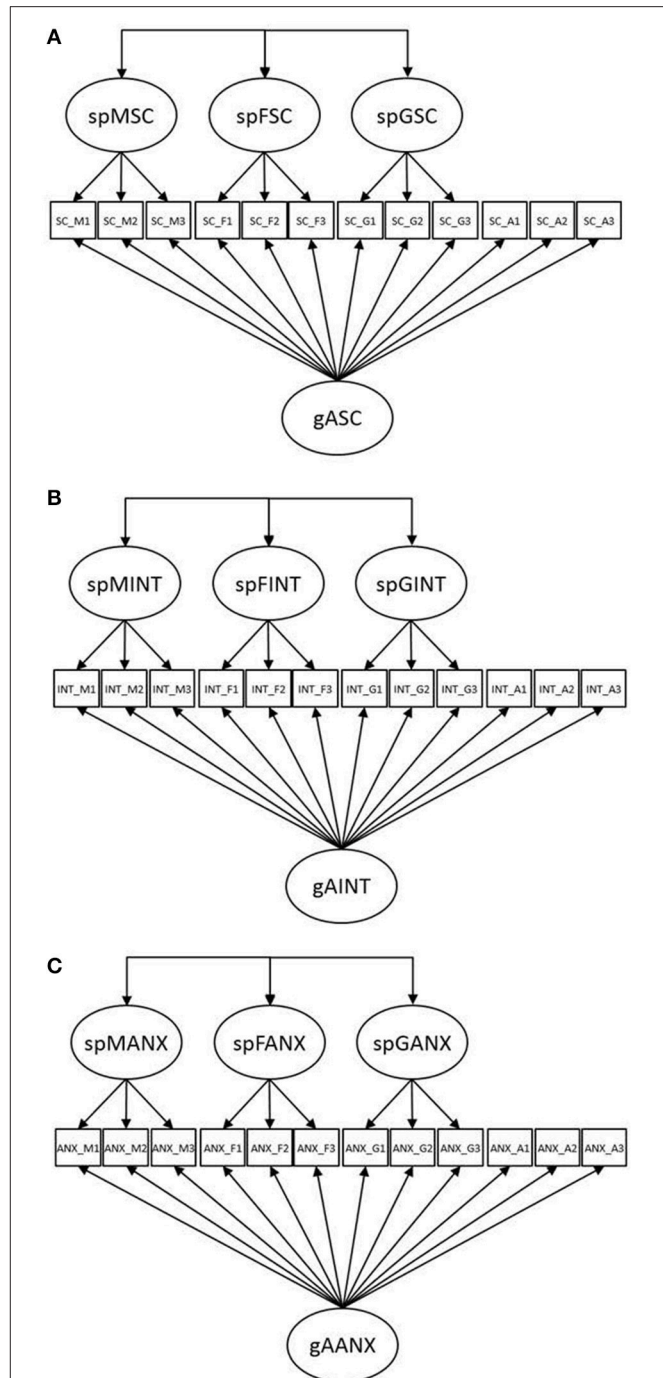 A
spMSC spFSC spGSC
SC_M1 SC_M2 SC_M3 SC_F1 SC_F2 SC_F3 SC_G1 SC_G2 SC_G3 SC_A1 SC_A2 SC_A3
gASC
B
spMINT spFINT spGINT
INT_M1 INT_M2 INT_M3 INT_F1 INT_F2 INT_F3 INT_G1 INT_G2 INT_G3 INT_A1 INT_A2 INT_A3
gAINT
C
spMANX spFANX spGANX
ANX_M1 ANX_M2 ANX_M3 ANX_F1 ANX_F2 ANX_F3 ANX_G1 ANX_G2 ANX_G3 ANX_A1 ANX_A2 ANX_A3
gAANX